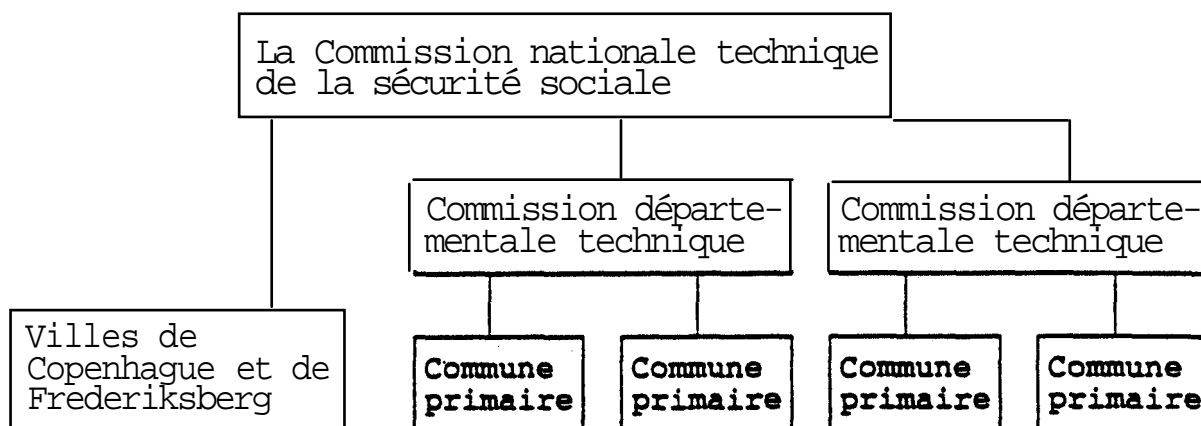 La Commission nationale technique
de la sécurité sociale
Commission départe-
mentale technique
Commission départe-
mentale technique
Villes de
Copenhague et de
Frederiksberg
Commune
primaire
Commune
primaire
Commune
primaire
Commune
primaire